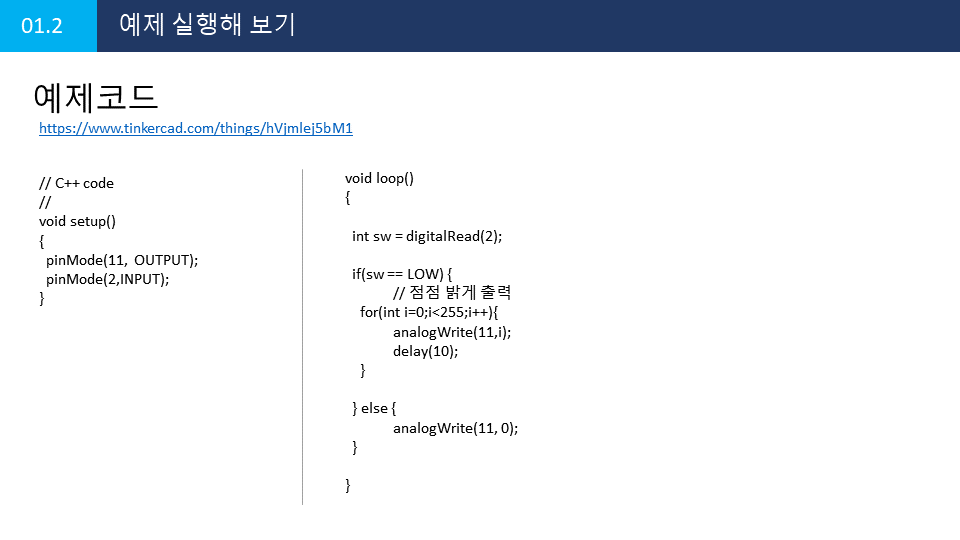 01.2
예제 실행해 보기
예제코드
https://www.tinkercad.com/things/hVjmlej5bM1
// C++ code
//
void setup()
{
pinMode(11, OUTPUT);
pinMode(2,INPUT);
}
void loop()
{
int sw = digitalRead(2);
if(sw == LOW) {
// 점점 밝게 출력
for(int i=0;i<255;i++){
analogWrite(11,i);
delay(10);
}
} else {
analogWrite(11, 0);
}
}